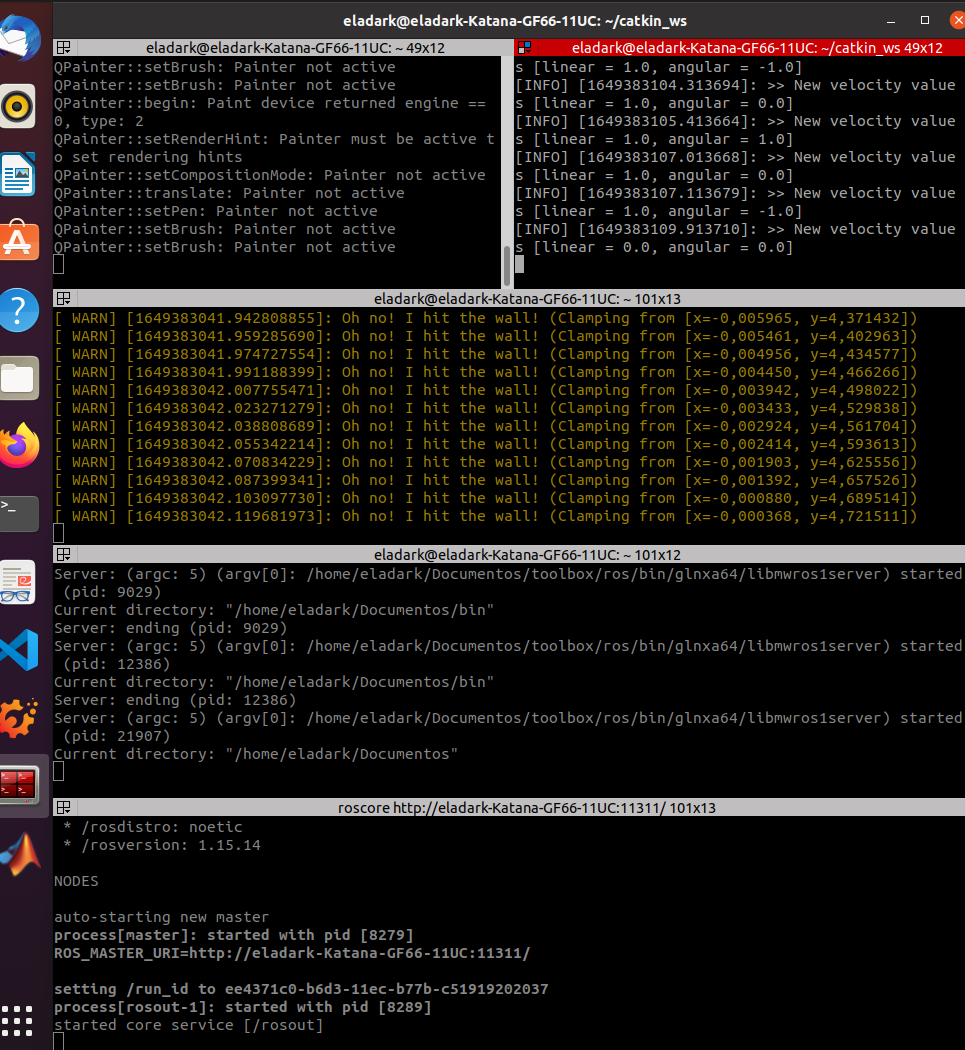 eladark@eladark-Katana-GF66-11UC: ~/catkin_ws
eladark@eladark-Katana-GF66-11UC: ~ 49x12
QPainter::setBrush: Painter not active
QPainter::setBrush: Painter not active
QPainter::begin: Paint device returned engine ==
0, type: 2
QPainter::setRenderHint: Painter must be active t
o set rendering hints
QPainter::setCompositionMode: Painter not active
QPainter::translate: Painter not active
QPainter::setPen: Painter not active
QPainter::setBrush: Painter not active
QPainter::setBrush: Painter not active
eladark@eladark-Katana-GF66-11UC: ~/catkin_ws 49x12
s [linear = 1.0, angular = -1.0]
[INFO] [1649383104.313694]: >> New velocity value
s [linear = 1.0, angular = 0.0]
[INFO] [1649383105.413664]: >> New velocity value
s [linear = 1.0, angular = 1.0]
[INFO] [1649383107.013668]: >> New velocity value
s [linear = 1.0, angular = 0.0]
[INFO] [1649383107.113679]: >> New velocity value
s [linear = 1.0, angular = -1.0]
[INFO] [1649383109.913710]: >> New velocity value
s [linear = 0.0, angular = 0.0]
eladark@eladark-Katana-GF66-11UC: ~ 101x13
[ WARN] [1649383041.942808855]: Oh no! I hit the wall! (Clamping from [x=-0,005965, y=4,371432])
[ WARN] [1649383041.959285690]: Oh no! I hit the wall! (Clamping from [x=-0,005461, y=4,402963])
[ WARN] [1649383041.974727554]: Oh no! I hit the wall! (Clamping from [x=-0,004956, y=4,434577])
[ WARN] [1649383041.991188399]: Oh no! I hit the wall! (Clamping from [x=-0,004450, y=4,466266])
[ WARN] [1649383042.007755471]: Oh no! I hit the wall! (Clamping from [x=-0,003942, y=4,498022])
[ WARN] [1649383042.023271279]: Oh no! I hit the wall! (Clamping from [x=-0,003433, y=4,529838])
[ WARN] [1649383042.038808689]: Oh no! I hit the wall! (Clamping from [x=-0,002924, y=4,561704])
[ WARN] [1649383042.055342214]: Oh no! I hit the wall! (Clamping from [x=-0,002414, y=4,593613])
[ WARN] [1649383042.070834229]: Oh no! I hit the wall! (Clamping from [x=-0,001903, y=4,625556])
[ WARN] [1649383042.087399341]: Oh no! I hit the wall! (Clamping from [x=-0,001392, y=4,657526])
[ WARN] [1649383042.103097730]: Oh no! I hit the wall! (Clamping from [x=-0,000880, y=4,689514])
[ WARN] [1649383042.119681973]: Oh no! I hit the wall! (Clamping from [x=-0,000368, y=4,721511])
eladark@eladark-Katana-GF66-11UC: ~ 101x12
Server: (argc: 5) (argv[0]: /home/eladark/Documentos/toolbox/ros/bin/glnxa64/libmwros1server) started
(pid: 9029)
Current directory: "/home/eladark/Documentos/bin"
Server: ending (pid: 9029)
Server: (argc: 5) (argv[0]: /home/eladark/Documentos/toolbox/ros/bin/glnxa64/libmwros1server) started
(pid: 12386)
Current directory: "/home/eladark/Documentos/bin"
Server: ending (pid: 12386)
Server: (argc: 5) (argv[0]: /home/eladark/Documentos/toolbox/ros/bin/glnxa64/libmwros1server) started
(pid: 21907)
Current directory: "/home/eladark/Documentos"
roscore http://eladark-Katana-GF66-11UC:11311/ 101x13
* /rosdistro: noetic
* /rosversion: 1.15.14
NODES
auto-starting new master
process[master]: started with pid [8279]
ROS_MASTER_URI=http://eladark-Katana-GF66-11UC:11311/
setting /run_id to ee4371c0-b6d3-11ec-b77b-c51919202037
process[rosout-1]: started with pid [8289]
started core service [/rosout]